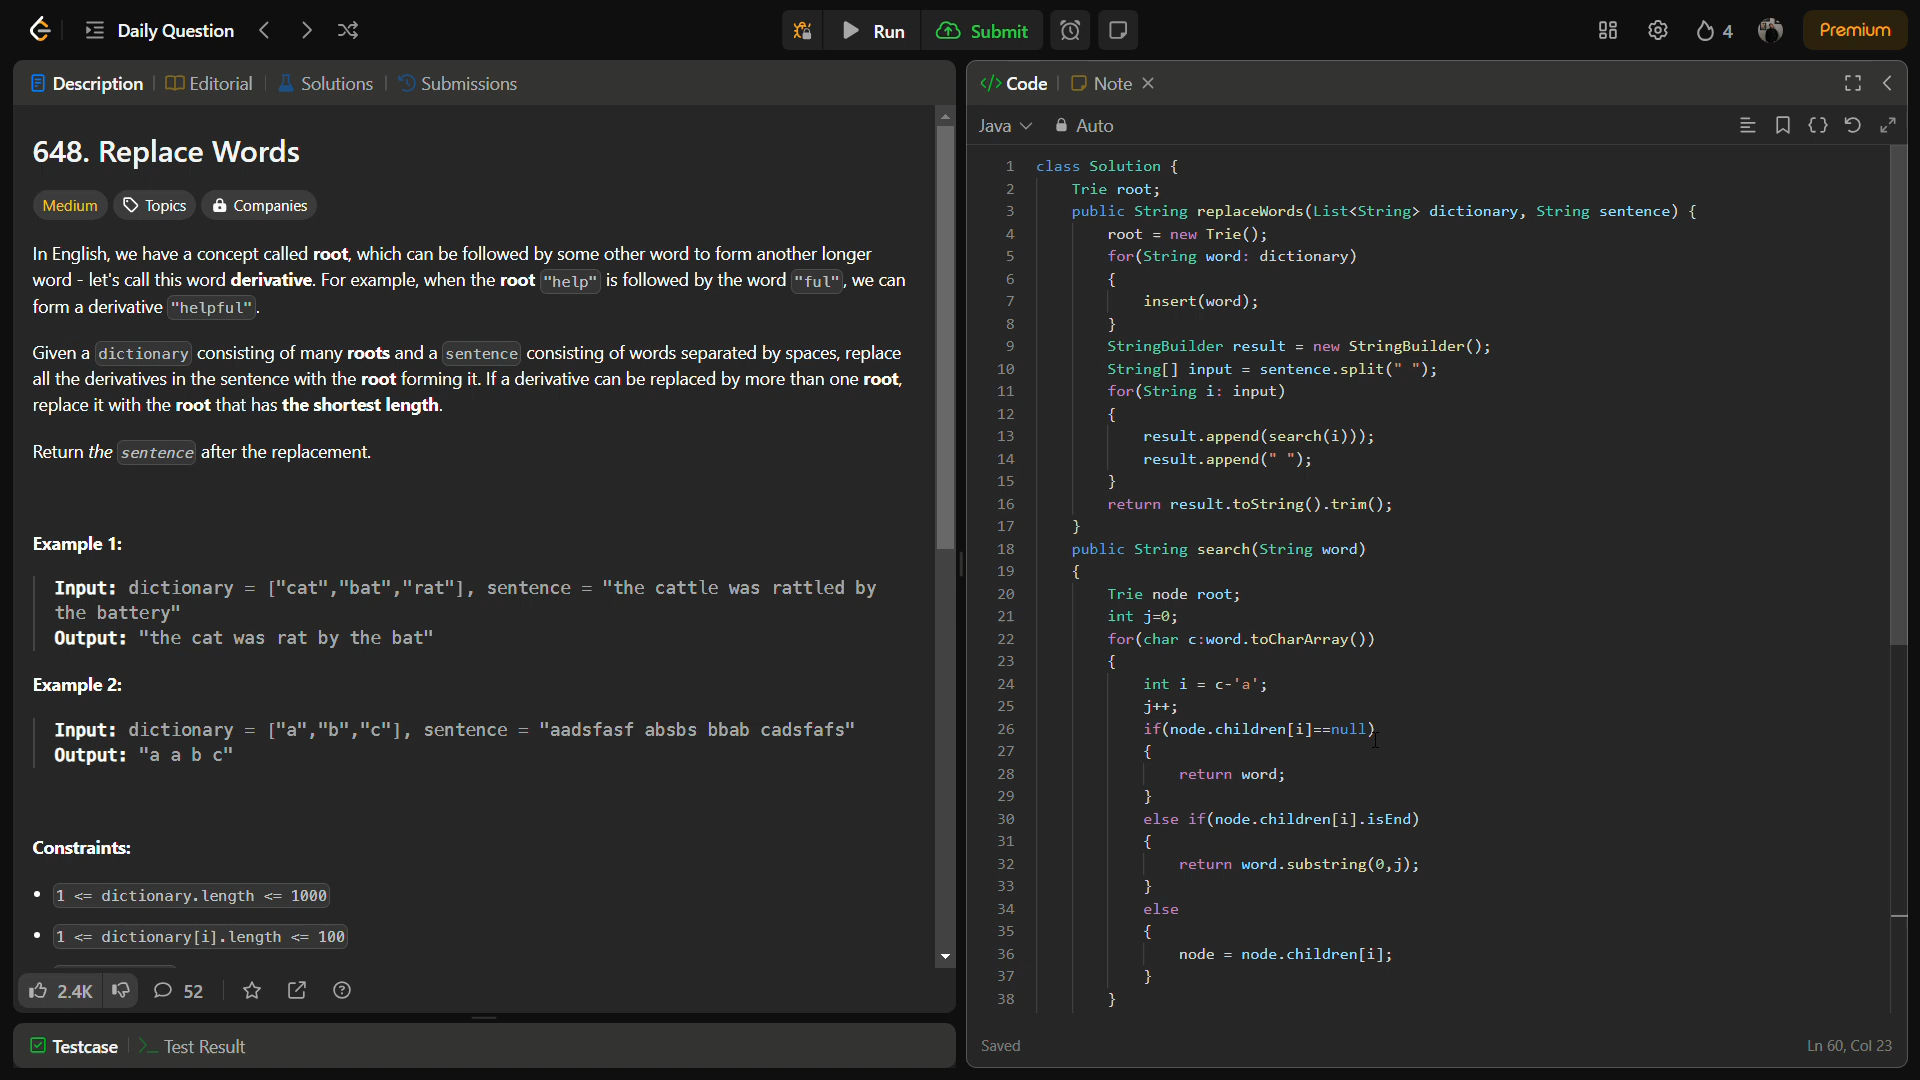 Daily Question
Run
Submit
4
Premium
Description
Editorial
Solutions
Submissions
648. Replace Words
Medium
Topics
Companies
In English, we have a concept called root, which can be followed by some other word to form another longer
word - let's call this word derivative. For example, when the root "help" is followed by the word "ful", we can
form a derivative "helpful".
Given a dictionary consisting of many roots and a sentence consisting of words separated by spaces, replace
all the derivatives in the sentence with the root forming it. If a derivative can be replaced by more than one root,
replace it with the root that has the shortest length.
Return the sentence after the replacement.
Example 1:
Input: dictionary = ["cat","bat","rat"], sentence = "the cattle was rattled by
the battery"
Output: "the cat was rat by the bat"
Example 2:
Input: dictionary = ["a","b","c"], sentence = "aadsfasf absbs bbab cadsfafs"
Output: "a a b c"
Constraints:
• 1 <= dictionary.length <= 1000
• 1 <= dictionary[i].length <= 100
2.4K
52
Testcase
>_ Test Result
</> Code
Note
Java
Auto
1 class Solution {
2 Trie root;
3 public String replaceWords(List<String> dictionary, String sentence) {
4 root = new Trie();
5 for(String word: dictionary)
6 {
7 insert(word);
8 }
9 StringBuilder result = new StringBuilder();
10 String[] input = sentence.split(" ");
11 for(String i: input)
12 {
13 result.append(search(i)));
14 result.append(" ");
15 }
16 return result.toString().trim();
17 }
18 public String search(String word)
19 {
20 Trie node root;
21 int j=0;
22 for(char c:word.toCharArray())
23 {
24 int i = c-'a';
25 j++;
26 if(node.children[i]==null)
27 {
28 return word;
29 }
30 else if(node.children[i].isEnd)
31 {
32 return word.substring(0,j);
33 }
34 else
35 {
36 node = node.children[i];
37 }
38 }
Saved
Ln 60, Col 23